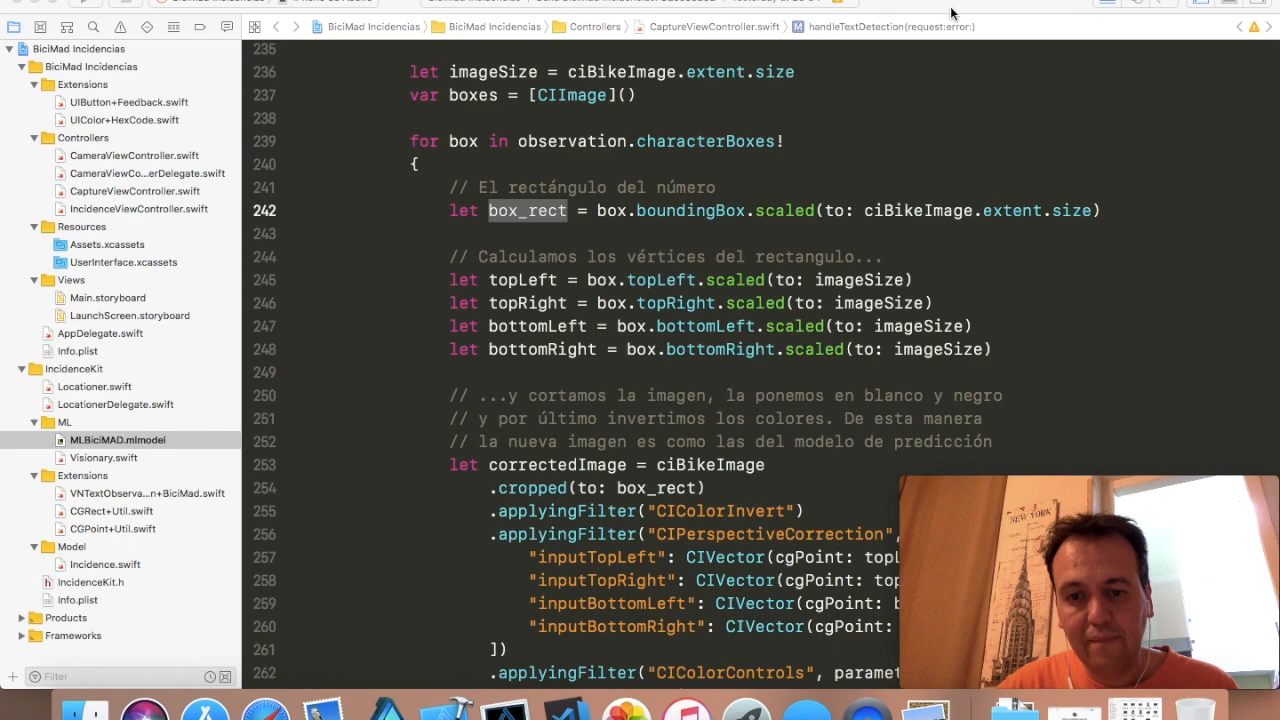 BiciMad Incidencias
BiciMad Incidencias
Controllers
CaptureViewController.swift
handleTextDetection(request:error:)
BiciMad Incidencias
BiciMad Incidencias
Extensions
UIButton+Feedback.swift
UIColor+HexCode.swift
Controllers
CameraViewController.swift
CameraViewCo...erDelegate.swift
CaptureViewController.swift
IncidenceViewController.swift
Resources
Assets.xcassets
UserInterface.xcassets
Views
Main.storyboard
LaunchScreen.storyboard
AppDelegate.swift
Info.plist
IncidenceKit
Locationer.swift
LocationerDelegate.swift
ML
MLBiciMAD.mlmodel
Visionary.swift
Extensions
VNTextObserva...n+BiciMad.swift
CGRect+Util.swift
CGPoint+Util.swift
Model
Incidence.swift
IncidenceKit.h
Info.plist
Products
Frameworks
Filter
235
236 let imageSize = ciBikeImage.extent.size
237 var boxes = [CIImage]()
238
239 for box in observation.characterBoxes!
240 {
241 // El rectángulo del número
242 let box_rect = box.boundingBox.scaled(to: ciBikeImage.extent.size)
243
244 // Calculamos los vértices del rectangulo...
245 let topLeft = box.topLeft.scaled(to: imageSize)
246 let topRight = box.topRight.scaled(to: imageSize)
247 let bottomLeft = box.bottomLeft.scaled(to: imageSize)
248 let bottomRight = box.bottomRight.scaled(to: imageSize)
249
250 // ...y cortamos la imagen, la ponemos en blanco y negro
251 // y por último invertimos los colores. De esta manera
252 // la nueva imagen es como las del modelo de predicción
253 let correctedImage = ciBikeImage
254 .cropped(to: box_rect)
255 .applyingFilter("CIColorInvert")
256 .applyingFilter("CIPerspectiveCorrection",
257 "inputTopLeft": CIVector(cgPoint: topL
258 "inputTopRight": CIVector(cgPoint: top
259 "inputBottomLeft": CIVector(cgPoint: b
260 "inputBottomRight": CIVector(cgPoint:
261 ])
262 .applyingFilter("CIColorControls", paramet
NEW YORK